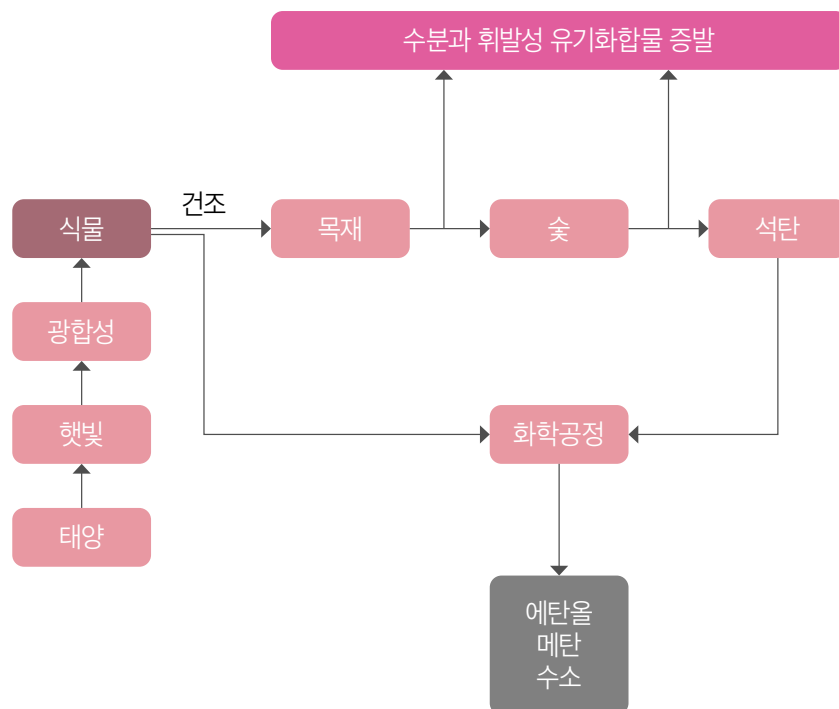 수분과 휘발성 유기화합물 증발
건조
식물
목재
숯
석탄
광합성
햇빛
화학공정
태양
에탄올
메탄
수소